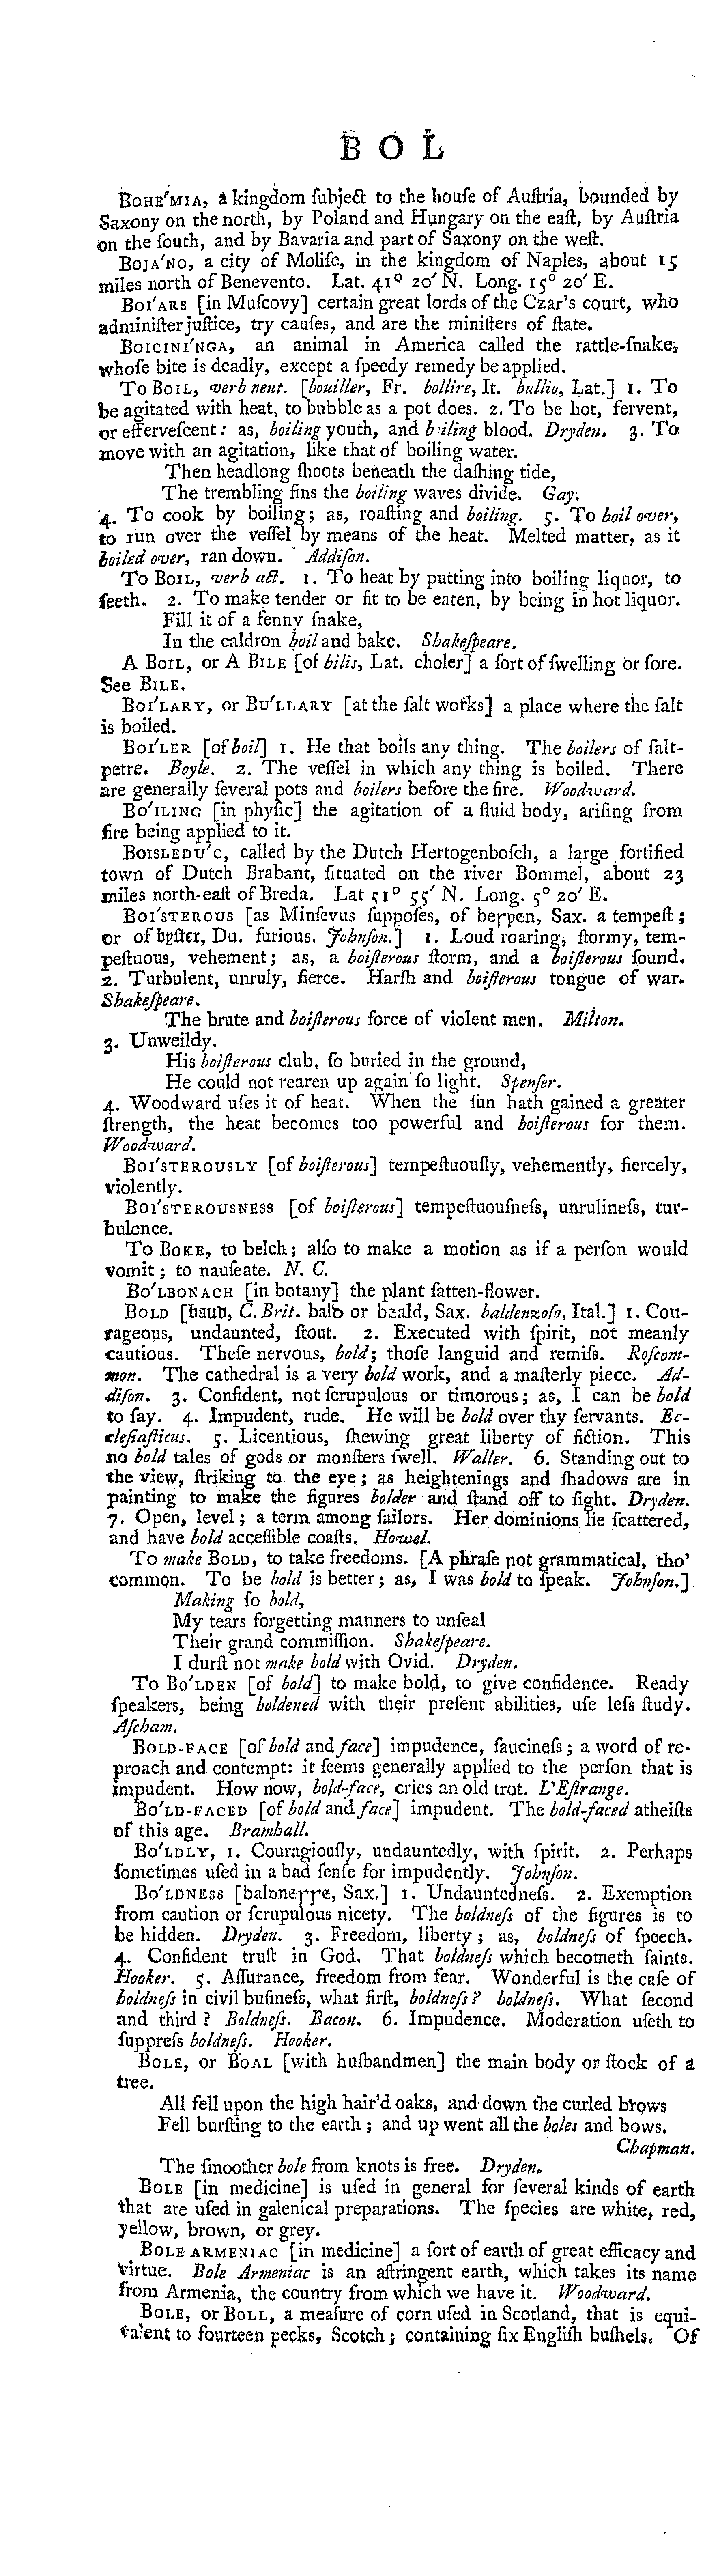 B O L
BOHE′MIA, a kingdom ſubject to the houſe of Auſtria, bounded by
Saxony on the north, by Poland and Hungary on the eaſt, by Auſtria
on the ſouth, and by Bavaria and part of Saxony on the weſt.
BOJA′NO, a city of Moliſe, in the kingdom of Naples, about 15
miles north of Benevento. Lat. 41° 20′ N. Long. 15° 20′ E.
BOI′ARS [in Muſcovy] certain great lords of the Czar's court, who
adminiſter juſtice, try cauſes, and are the miniſters of ſtate.
BOICINI′NGA, an animal in America called the rattle-ſnake,
whoſe bite is deadly, except a ſpeedy remedy be applied.
To BOIL, verb neut. [bouiller, Fr. bollire, It. bullio, Lat.] 1. To
be agitated with heat, to bubble as a pot does. 2. To be hot, fervent,
or efferveſcent: as, boiling youth, and boiling blood. Dryden. 3. To
move with an agitation, like that of boiling water.
Then headlong ſhoots beneath the daſhing tide,
The trembling fins the boiling waves divide. Gay.
4. To cook by boiling; as, roaſting and boiling. 5. To boil over,
to run over the veſſel by means of the heat. Melted matter, as it
boiled over, ran down. Addiſon.
To BOIL, verb act. 1. To heat by putting into boiling liquor, to
ſeeth. 2. To make tender or fit to be eaten, by being in hot liquor.
Fill it of a fenny ſnake,
In the caldron boil and bake. Shakeſpeare.
A BOIL, or A BILE [of bilis, Lat. choler] a ſort of ſwelling or ſore.
See BILE.
BOI′LARY, or BU′LLARY [at the ſalt works] a place where the ſalt
is boiled.
BOI′LER [of boil] 1. He that boils any thing. The boilers of ſalt-
petre. Boyle. 2. The veſſel in which any thing is boiled. There
are generally ſeveral pots and boilers before the fire. Woodward.
BO′ILING [in phyſic] the agitation of a fluid body, ariſing from
fire being applied to it.
BOISLEDU′C, called by the Dutch Hertogenboſch, a large fortified
town of Dutch Brabant, ſituated on the river Bommel, about 23
miles north-eaſt of Breda. Lat 51° 55′ N. Long. 5° 20′ E.
BOI′STEROUS [as Minſevus ſuppoſes, of Sax. a tempeſt;
or of byſter, Du. furious. Johnſon.] 1. Loud roaring, ſtormy, tem-
peſtuous, vehement; as, a boiſterous ſtorm, and a boiſterous ſound.
2. Turbulent, unruly, fierce. Harſh and boiſterous tongue of war.
Shakeſpeare.
The brute and boiſterous force of violent men. Milton.
3. Unweildy.
His boiſterous club, ſo buried in the ground,
He could not rearen up again ſo light. Spenſer.
4. Woodward uſes it of heat. When the ſun hath gained a greater
ſtrength, the heat becomes too powerful and boiſterous for them.
Woodward.
BOI′STEROUSLY [of boiſterous] tempeſtuouſly, vehemently, fiercely,
violently.
BOI′STEROUSNESS [of boiſterous] tempeſtuouſneſs, unrulineſs, tur-
bulence.
To BOKE, to belch; alſo to make a motion as if a perſon would
vomit; to nauſeate. N. C.
BO′LBONACH [in botany] the plant ſatten-flower.
BOLD [baud, C. Brit. bald or beald, Sax. baldenzoſo, Ital.] 1. Cou-
rageous, undaunted, ſtout. 2. Executed with ſpirit, not meanly
cautious. Theſe nervous, bold; thoſe languid and remiſs. Roſcom-
mon. The cathedral is a very bold work, and a maſterly piece. Ad-
diſon. 3. Confident, not ſcrupulous or timorous; as, I can be bold
to ſay. 4. Impudent, rude. He will be bold over thy ſervants. Ec-
cleſiaſticus. 5. Licentious, ſhewing great liberty of fiction. This
no bold tales of gods or monſters ſwell. Waller. 6. Standing out to
the view, ſtriking to the eye; as heightenings and ſhadows are in
painting to make the figures bolder and ſtand off to ſight. Dryden.
7. Open, level; a term among ſailors. Her dominions lie ſcattered,
and have bold acceſſible coaſts. Howel.
To make BOLD, to take freedoms. [A phraſe not grammatical, tho'
common. To be bold is better; as, I was bold to ſpeak. Johnſon.]
Making ſo bold,
My tears forgetting manners to unſeal
Their grand commiſſion. Shakeſpeare.
I durſt not make bold with Ovid. Dryden.
To BO′LDEN [of bold] to make bold, to give confidence. Ready
ſpeakers, being boldened with their preſent abilities, uſe leſs ſtudy.
Aſcham.
BOLD-FACE [of bold and face] impudence, ſaucineſs; a word of re-
proach and contempt: it ſeems generally applied to the perſon that is
impudent. How now, bold-face, cries an old trot. L'Eſtrange.
BO′LD-FACED [of bold and face] impudent. The bold-faced atheiſts
of this age. Bramhall.
BO′LDLY, 1. Couragiouſly, undauntedly, with ſpirit. 2. Perhaps
ſometimes uſed in a bad ſenſe for impudently. Johnſon.
BO′LDNESS [Sax.] 1. Undauntedneſs. 2. Exemption
from caution or ſcrupulous nicety. The boldneſs of the figures is to
be hidden. Dryden. 3. Freedom, liberty; as, boldneſs of ſpeech.
4. Confident truſt in God. That boldneſs which becometh ſaints.
Hooker. 5. Aſſurance, freedom from fear. Wonderful is the caſe of
boldneſs in civil buſineſs, what firſt, boldneſs? boldneſs. What ſecond
and third? Boldneſs. Bacon. 6. Impudence. Moderation uſeth to
ſuppreſs boldneſs. Hooker.
BOLE, or BOAL [with huſbandmen] the main body or ſtock of a
tree.
All fell upon the high hair'd oaks, and down the curled brows
Fell burſting to the earth; and up went all the boles and bows.
Chapman.
The ſmoother bole from knots is free. Dryden.
BOLE [in medicine] is uſed in general for ſeveral kinds of earth
that are uſed in galenical preparations. The ſpecies are white, red,
yellow, brown, or grey.
BOLE ARMENIAC [in medicine] a ſort of earth of great efficacy and
virtue. Bole Armeniac is an aſtringent earth, which takes its name
from Armenia, the country from which we have it. Woodward.
BOLE, or BOLL, a meaſure of corn uſed in Scotland, that is equi-
valent to fourteen pecks, Scotch; containing ſix Engliſh buſhels. Of